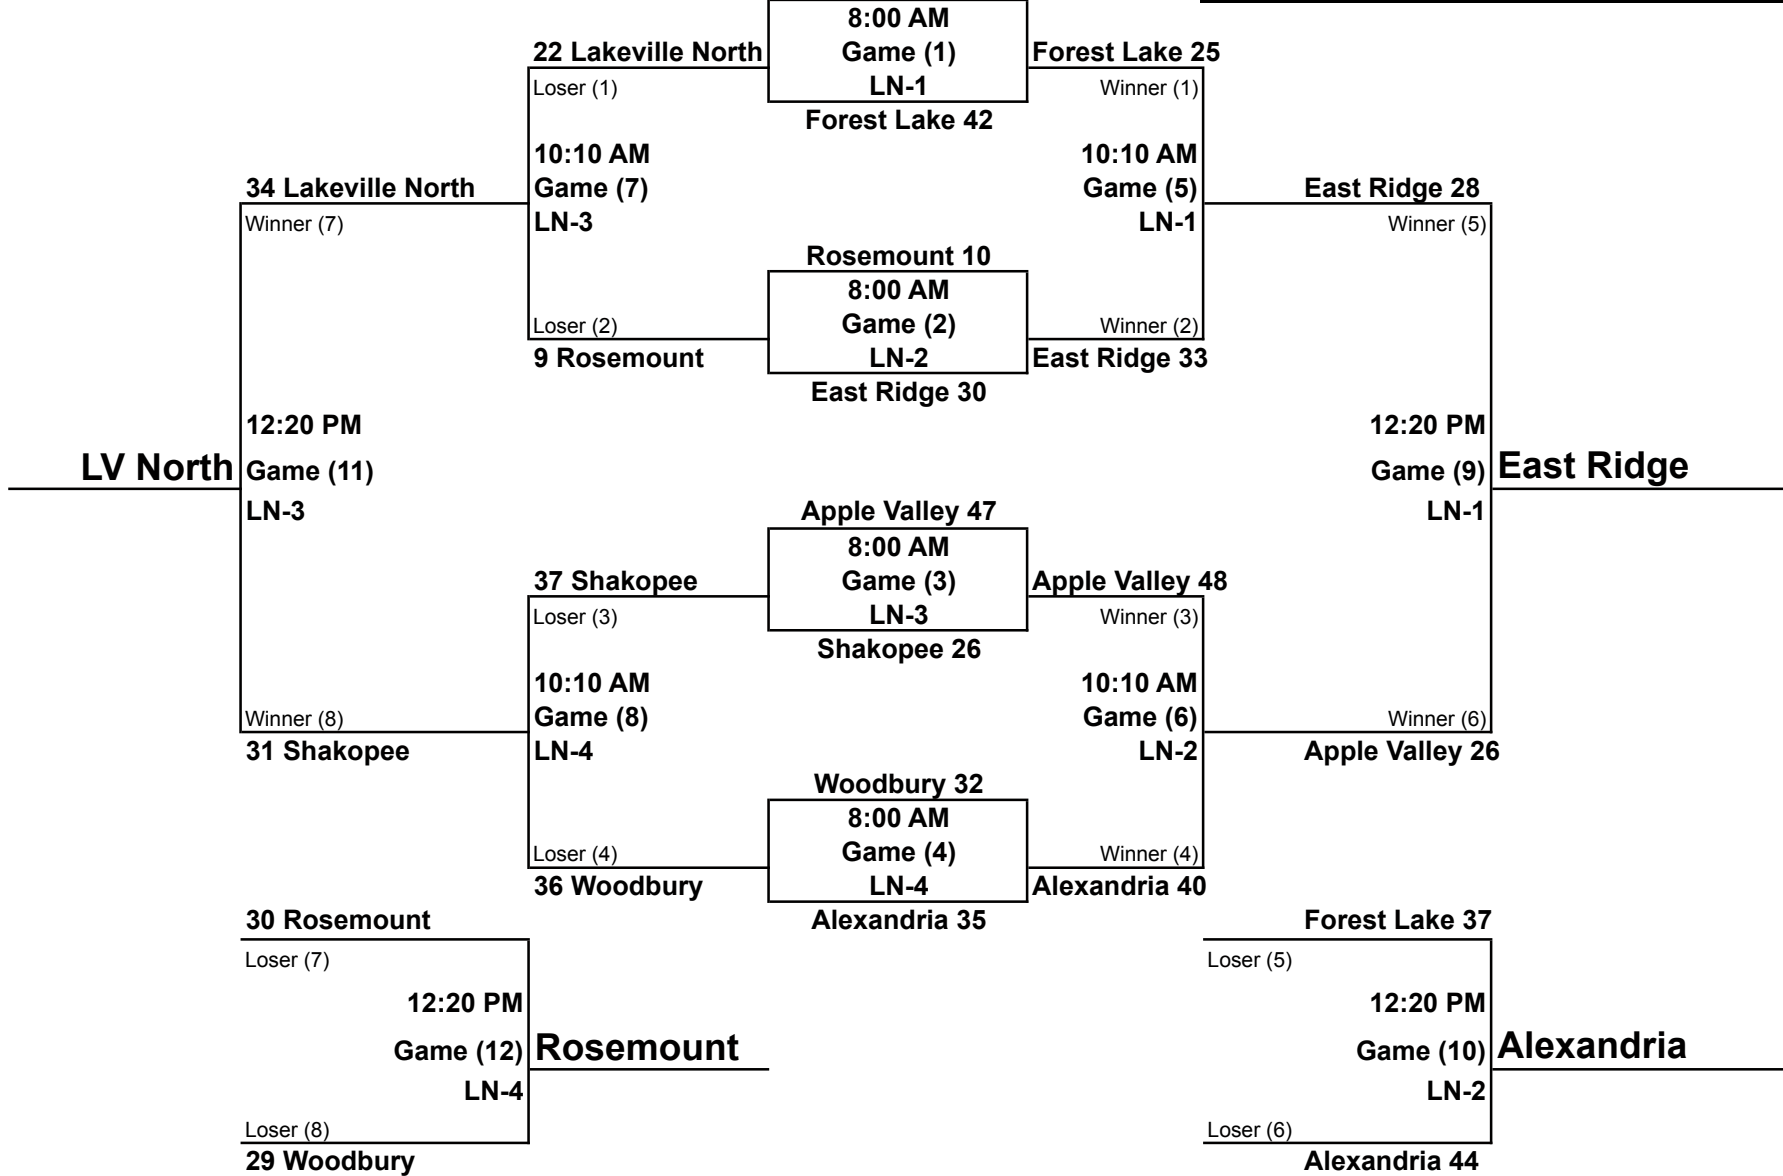 8:00 AM
22 Lakeville North
Game (1)
Forest Lake 25
Loser (1)
LN-1
Winner (1)
Forest Lake 42
10:10 AM
10:10 AM
34 Lakeville North
Game (7)
Game (5)
East Ridge 28
Winner (7)
LN-3
LN-1
Winner (5)
Rosemount 10
8:00 AM
Loser (2)
Game (2)
Winner (2)
9 Rosemount
LN-2
East Ridge 33
East Ridge 30
12:20 PM
12:20 PM
LV North
Game (11)
Game (9)
East Ridge
LN-3
LN-1
Apple Valley 47
8:00 AM
37 Shakopee
Game (3)
Apple Valley 48
Loser (3)
LN-3
Winner (3)
Shakopee 26
10:10 AM
10:10 AM
Winner (8)
Game (8)
Game (6)
Winner (6)
31 Shakopee
LN-4
LN-2
Apple Valley 26
Woodbury 32
8:00 AM
Loser (4)
Game (4)
Winner (4)
36 Woodbury
LN-4
Alexandria 40
30 Rosemount
Alexandria 35
Forest Lake 37
Loser (7)
Loser (5)
12:20 PM
12:20 PM
Game (12)
Rosemount
Game (10)
Alexandria
LN-4
LN-2
Loser (8)
Loser (6)
29 Woodbury
Alexandria 44